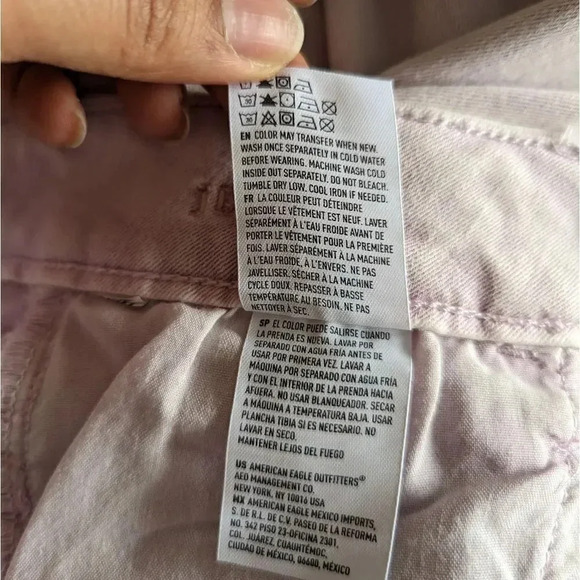 EN COLOR MAY TRANSFER WHEN NEW.
WASH ONCE SEPARATELY IN COLD WATER
BEFORE WEARING. MACHINE WASH COLD
INSIDE OUT SEPARATELY. DO NOT BLEACH.
TUMBLE DRY LOW. COOL IRON IF NEEDED.
FR LA COULEUR PEUT DÉTEINDRE
LORSQUE LE VÊTEMENT EST NEUF. LAVER
SÉPARÉMENT À L'EAU FROIDE AVANT DE
PORTER LE VÊTEMENT POUR LA PREMIÈRE
FOIS. LAVER SÉPARÉMENT À LA MACHINE
À L'EAU FROIDE, À L'ENVERS. NE PAS
JAVELLISER. SÉCHER À LA MACHINE
CYCLE DOUX. REPASSER À BASSE
TEMPÉRATURE AU BESOIN. NE PAS
NETTOYER À SEC.
SP EL COLOR PUEDE SALIRSE CUANDO
LA PRENDA ES NUEVA. LAVAR POR
SEPARADO CON AGUA FRÍA ANTES DE
USAR POR PRIMERA VEZ. LAVAR A
MÁQUINA POR SEPARADO CON AGUA FRÍA
Y CON EL INTERIOR DE LA PRENDA HACIA
AFUERA. NO USAR BLANQUEADOR. SECAR
A MÁQUINA A TEMPERATURA BAJA. USAR
PLANCHA TIBIA SI ES NECESARIO. NO
LAVAR EN SECO.
MANTENER LEJOS DEL FUEGO
US AMERICAN EAGLE OUTFITTERS®
AEO MANAGEMENT CO.
NEW YORK, NY 10016 USA
MX AMERICAN EAGLE MEXICO IMPORTS,
S. DE R.L. DE C.V. PASEO DE LA REFORMA
NO. 342 PISO 23-OFICINA 2301,
COL. JUÁREZ, CUAUHTÉMOC,
CIUDAD DE MÉXICO, 06600